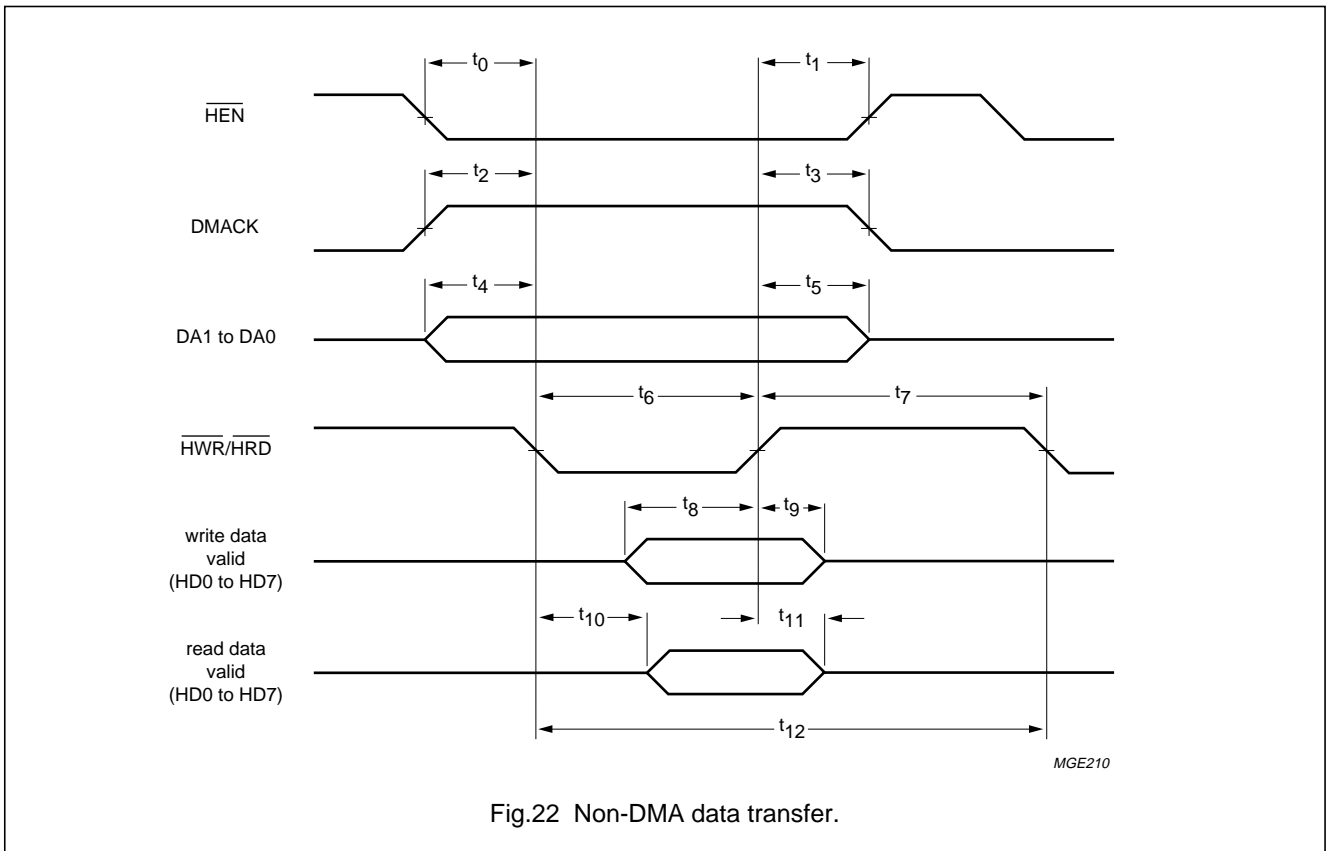 t0 t1
HEN
t2 t3
DMACK
t4 t5
DA1 to DA0
t6 t7
HWR/HRD
t8 t9
write data
valid
(HD0 to HD7)
t10 t11
read data
valid
(HD0 to HD7)
t12
MGE210
Fig.22 Non-DMA data transfer.